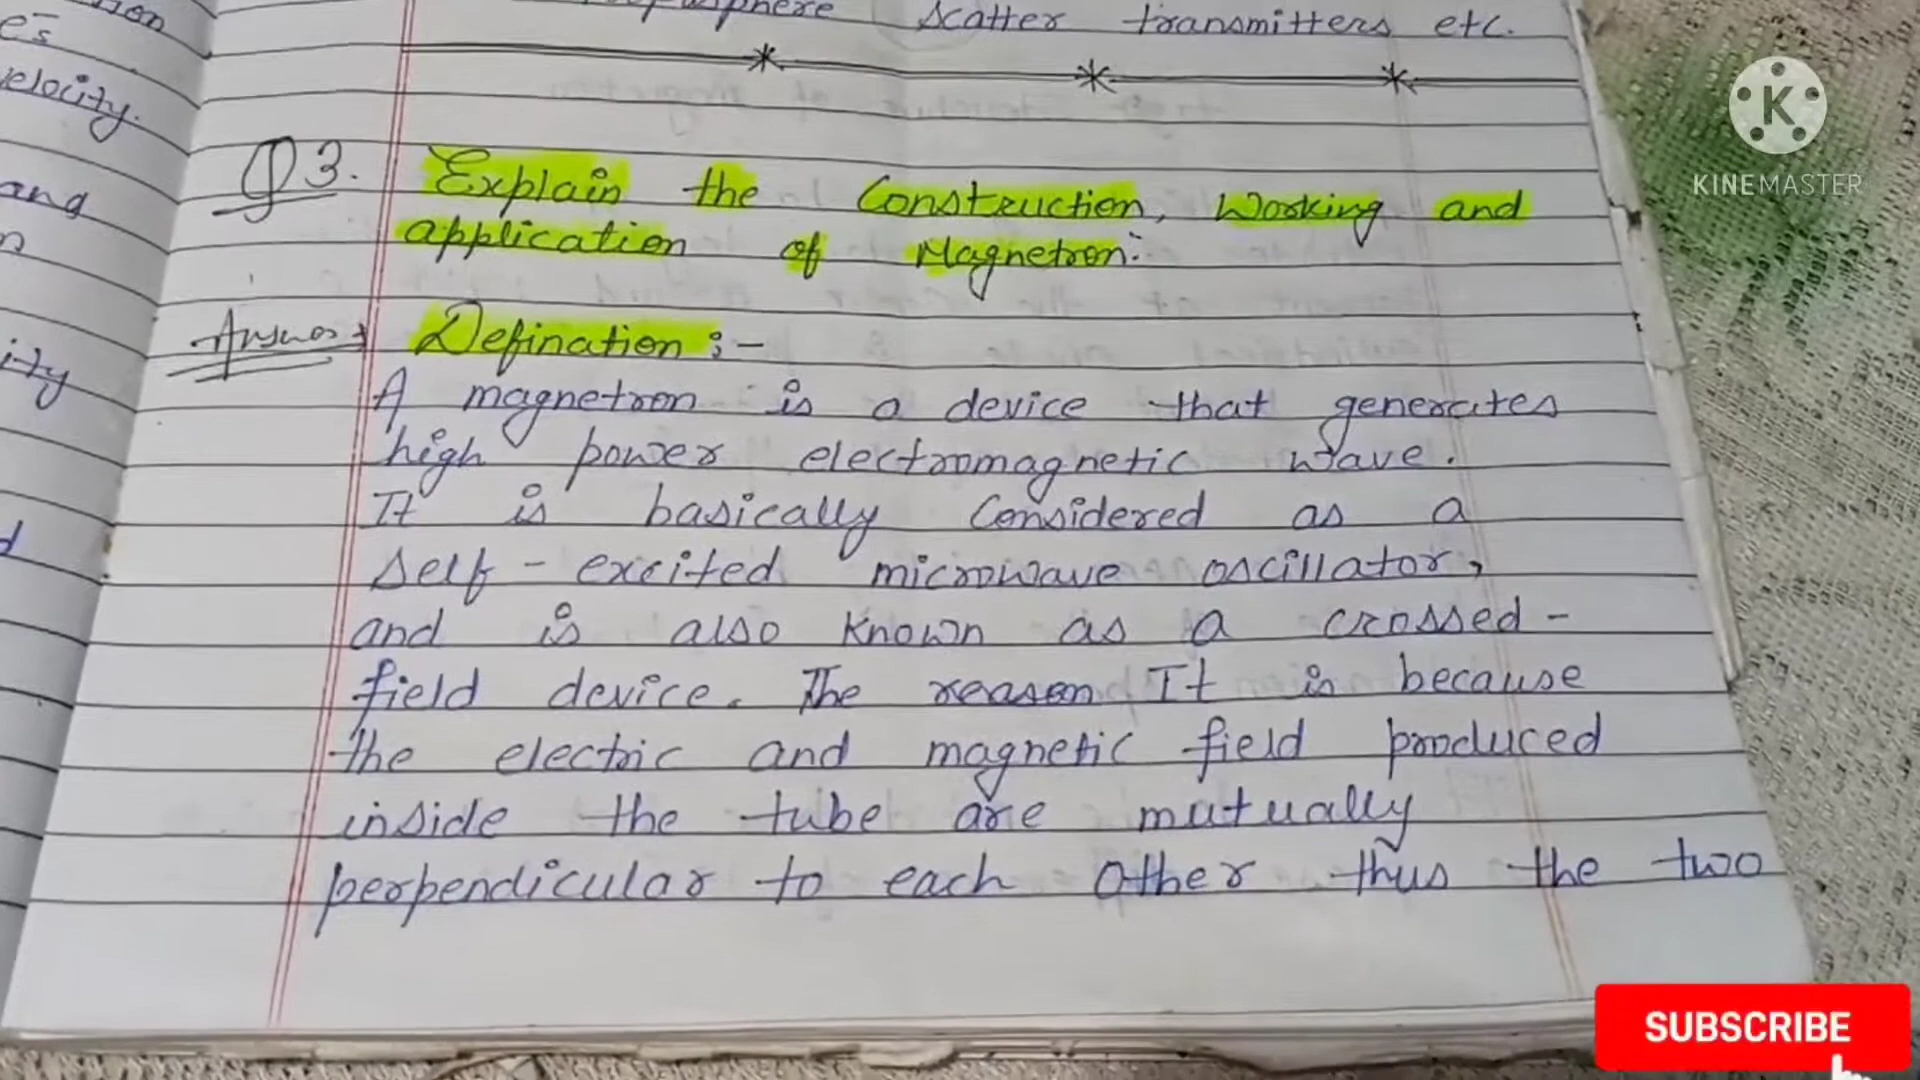 scatter transmitters etc.
velocity.
and
Q3. Explain the Construction, Working and
application of Magnetron:
Answer → Defination :-
A magnetron is a device that generates
high power electromagnetic wave.
It is basically Considered as a
self-excited microwave oscillator,
and is also known as a crossed-
field device. The reason It is because
the electric and magnetic field produced
inside the tube are mutually
perpendicular to each other thus the two
K
KINEMASTER
SUBSCRIBE